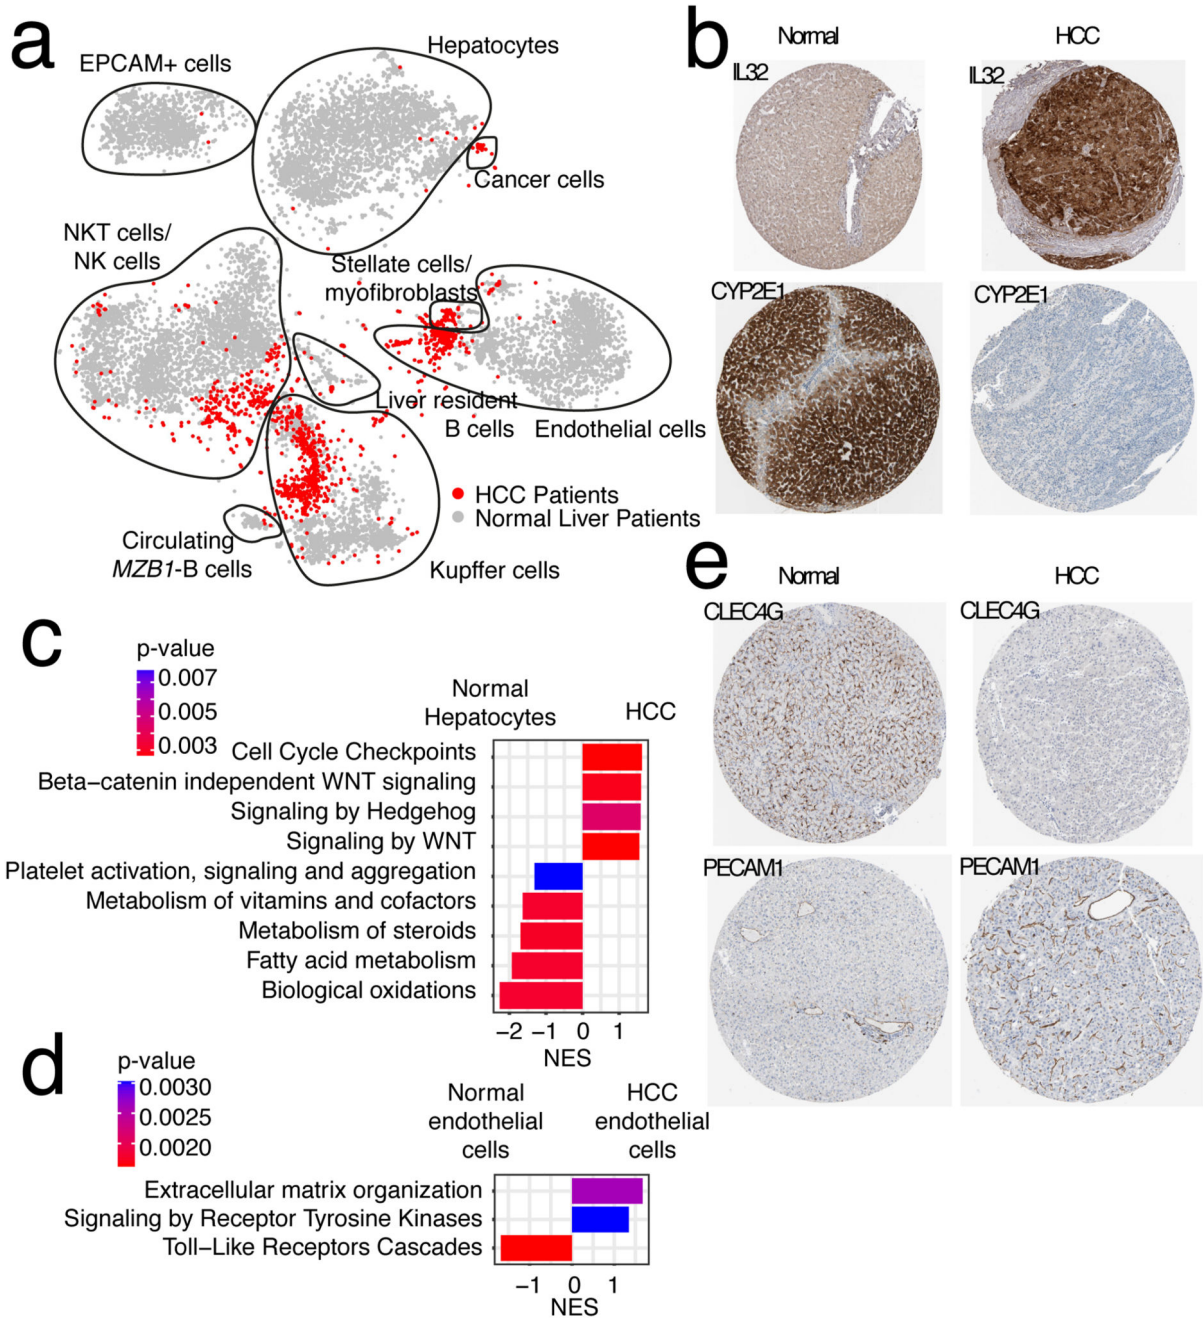 a
Hepatocytes
EPCAM+ cells
Cancer cells
NKT cells/
NK cells
Stellate cells/
myofibroblasts
Liver resident
B cells
Endothelial cells
HCC Patients
Normal Liver Patients
Circulating
MZB1-B cells
Kupffer cells
b
Normal
HCC
IL32
IL32
CYP2E1
CYP2E1
c
p-value
0.007
0.005
0.003
Normal
Hepatocytes
HCC
Cell Cycle Checkpoints
Beta−catenin independent WNT signaling
Signaling by Hedgehog
Signaling by WNT
Platelet activation, signaling and aggregation
Metabolism of vitamins and cofactors
Metabolism of steroids
Fatty acid metabolism
Biological oxidations
−2 −1 0 1
NES
d
p-value
0.0030
0.0025
0.0020
Normal
endothelial
cells
HCC
endothelial
cells
Extracellular matrix organization
Signaling by Receptor Tyrosine Kinases
Toll−Like Receptors Cascades
−1 0 1
NES
e
Normal
HCC
CLEC4G
CLEC4G
PECAM1
PECAM1